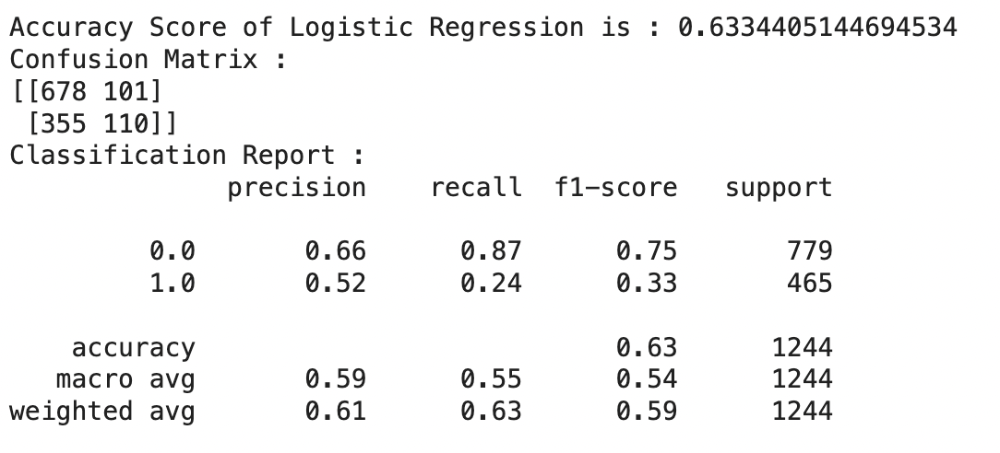 Accuracy Score of Logistic Regression is : 0.6334405144694534
Confusion Matrix :
[[678 101]
 [355 110]]
Classification Report :
              precision    recall  f1-score   support

         0.0       0.66      0.87      0.75       779
         1.0       0.52      0.24      0.33       465

    accuracy                           0.63      1244
   macro avg       0.59      0.55      0.54      1244
weighted avg       0.61      0.63      0.59      1244